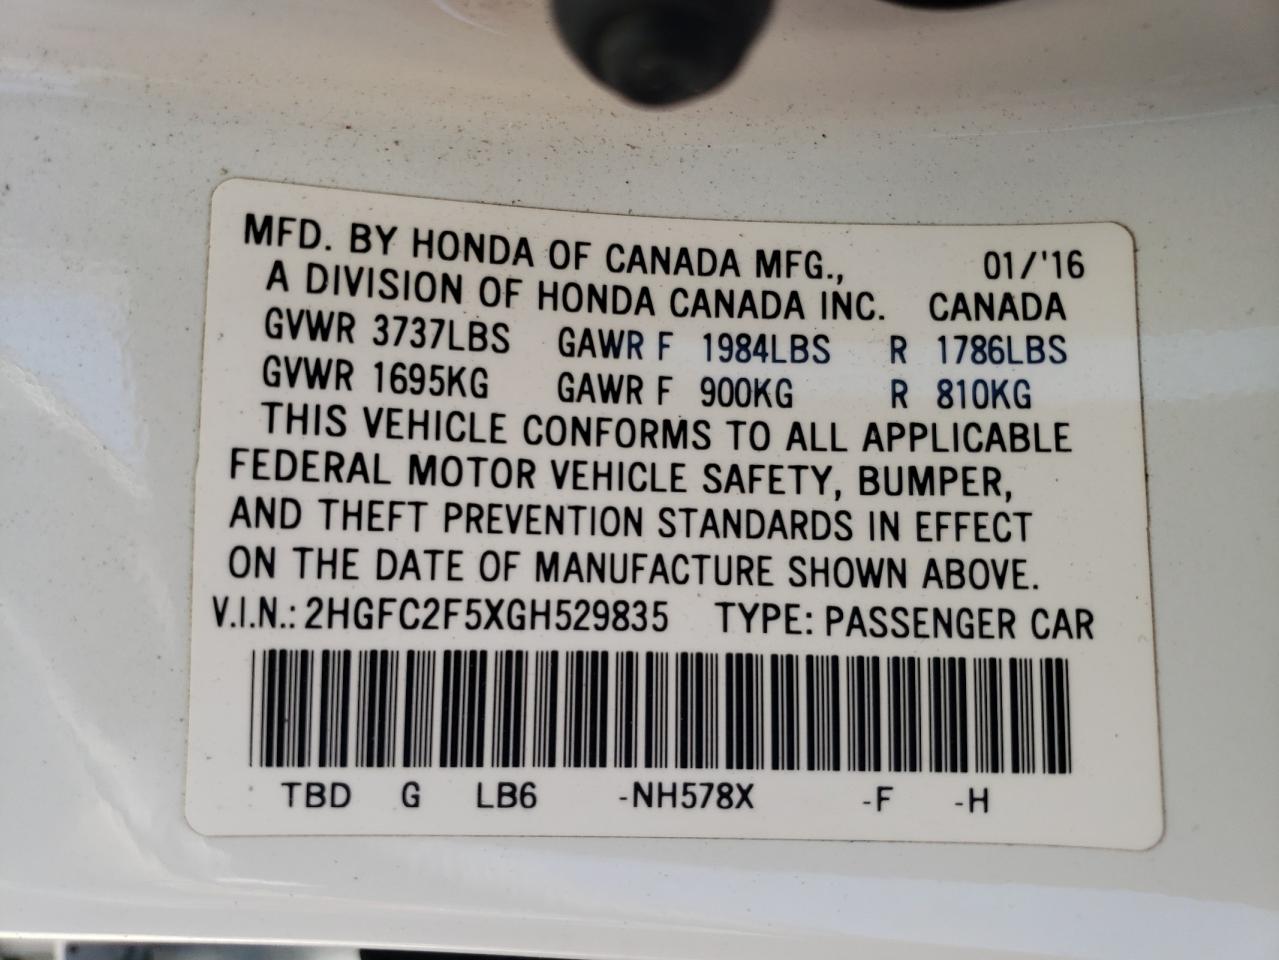 MFD. BY HONDA OF CANADA MFG., 01/'16
A DIVISION OF HONDA CANADA INC. CANADA
GVWR 3737LBS GAWR F 1984LBS R 1786LBS
GVWR 1695KG GAWR F 900KG R 810KG
THIS VEHICLE CONFORMS TO ALL APPLICABLE
FEDERAL MOTOR VEHICLE SAFETY, BUMPER,
AND THEFT PREVENTION STANDARDS IN EFFECT
ON THE DATE OF MANUFACTURE SHOWN ABOVE.
V.I.N.: 2HGFC2F5XGH529835 TYPE: PASSENGER CAR
TBD G LB6 -NH578X -F -H